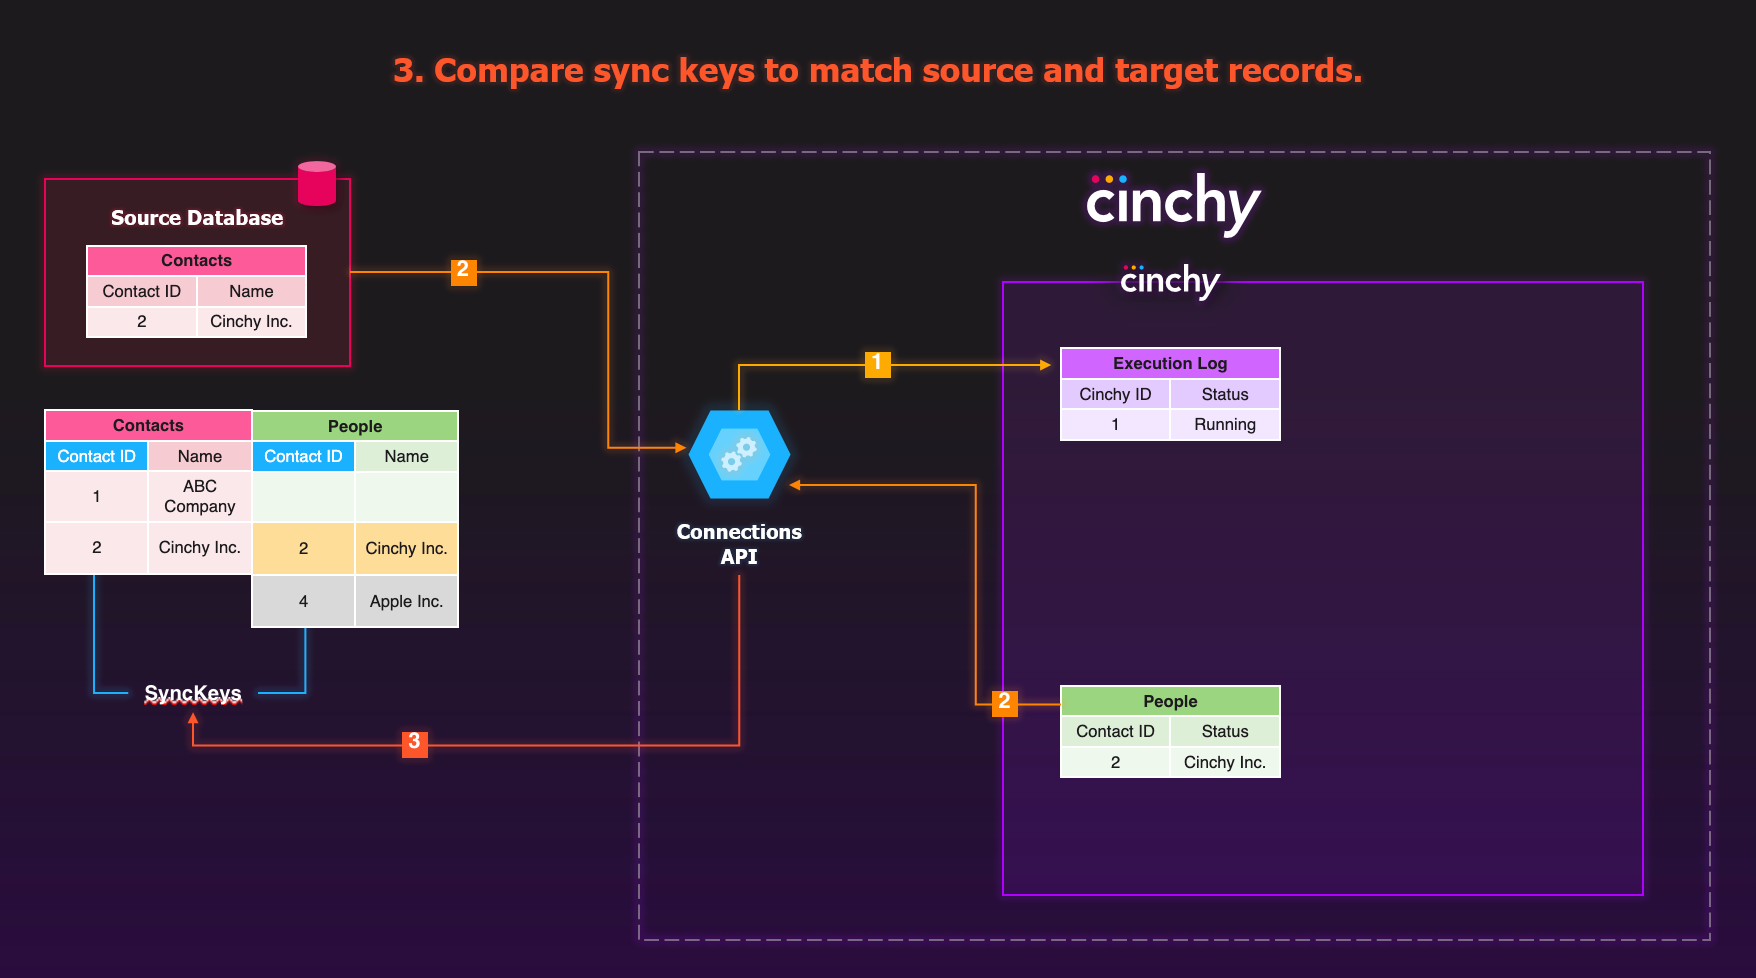 3. Compare sync keys to match source and target records.
Source Database
Contacts
Contact ID Name
2 Cinchy Inc.
2
cinchy
cinchy
1
Execution Log
Cinchy ID Status
1 Running
Contacts People
Contact ID Name Contact ID Name
1 ABC
Company
2 Cinchy Inc. 2 Cinchy Inc.
4 Apple Inc.
Connections
API
SyncKeys
3
2
People
Contact ID Status
2 Cinchy Inc.